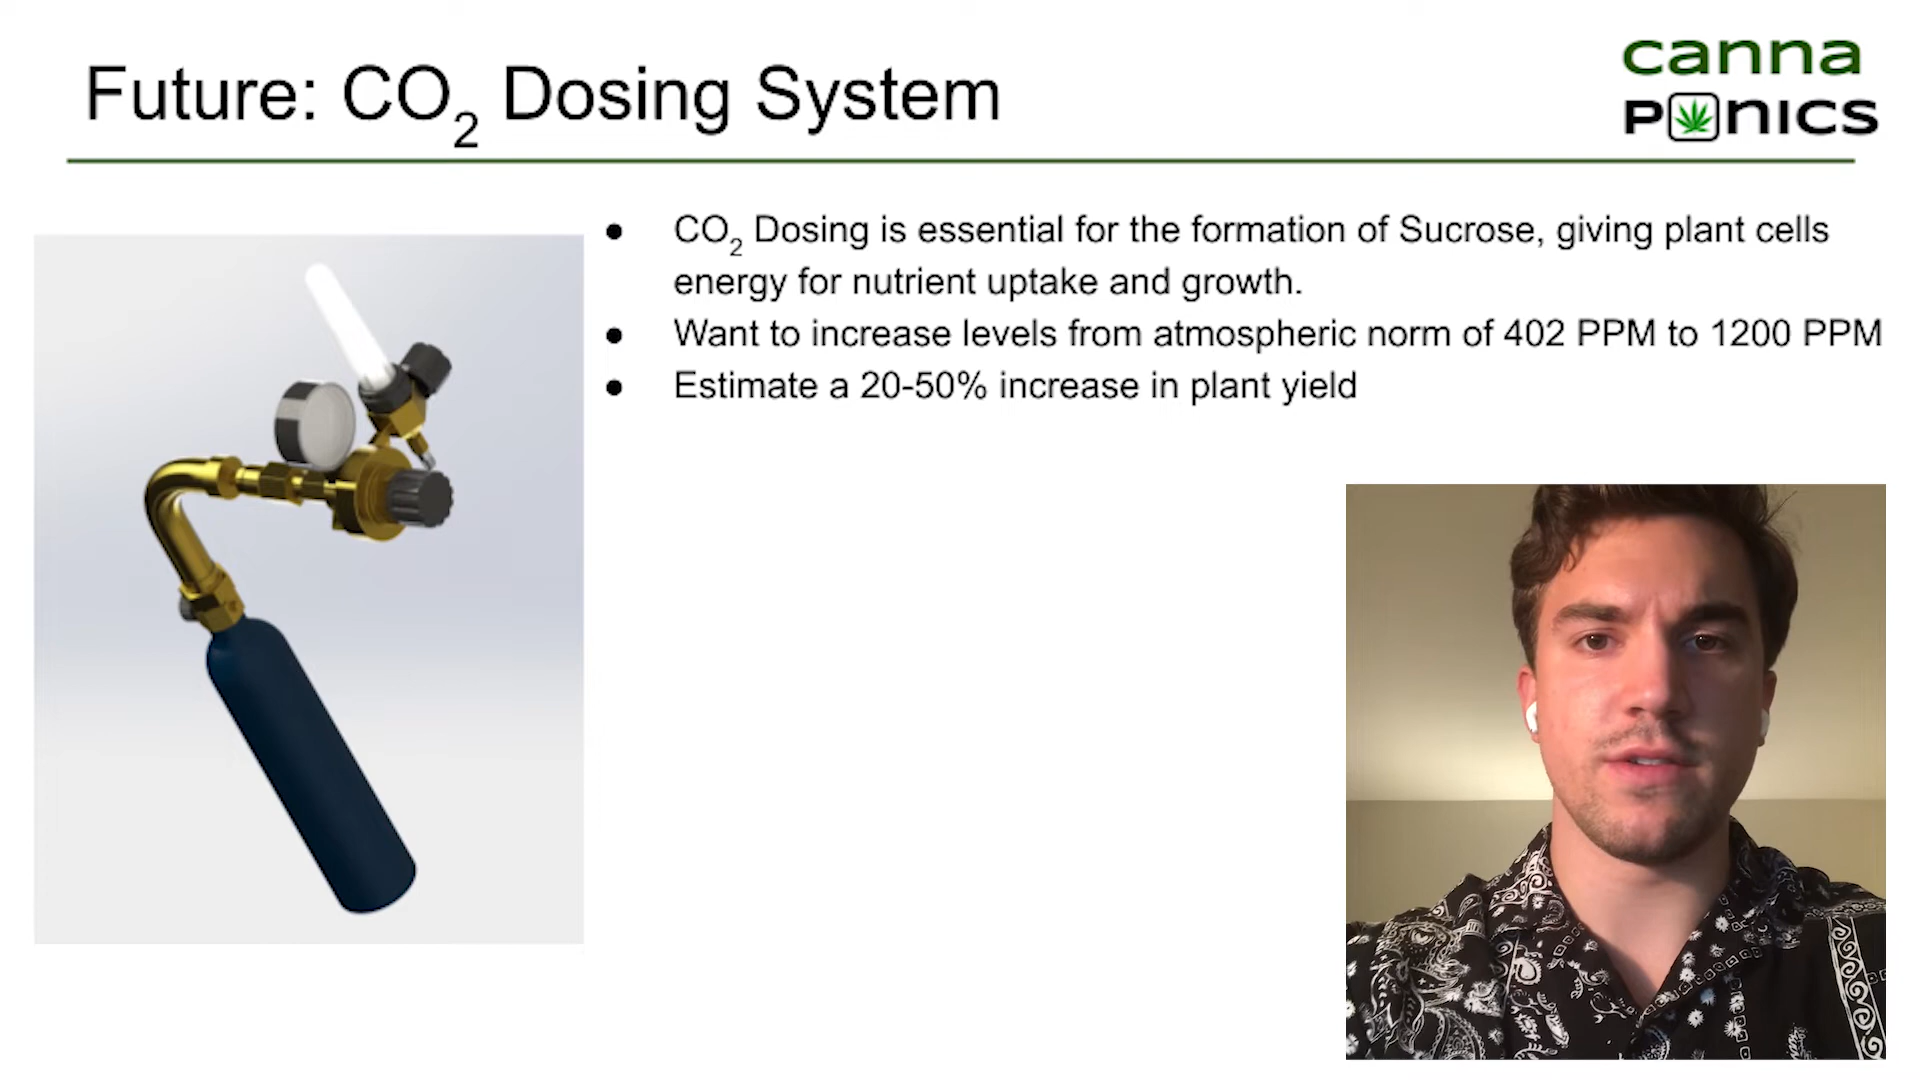 Future: CO2 Dosing System
canna
PONICS
● CO2 Dosing is essential for the formation of Sucrose, giving plant cells
energy for nutrient uptake and growth.
● Want to increase levels from atmospheric norm of 402 PPM to 1200 PPM
● Estimate a 20-50% increase in plant yield